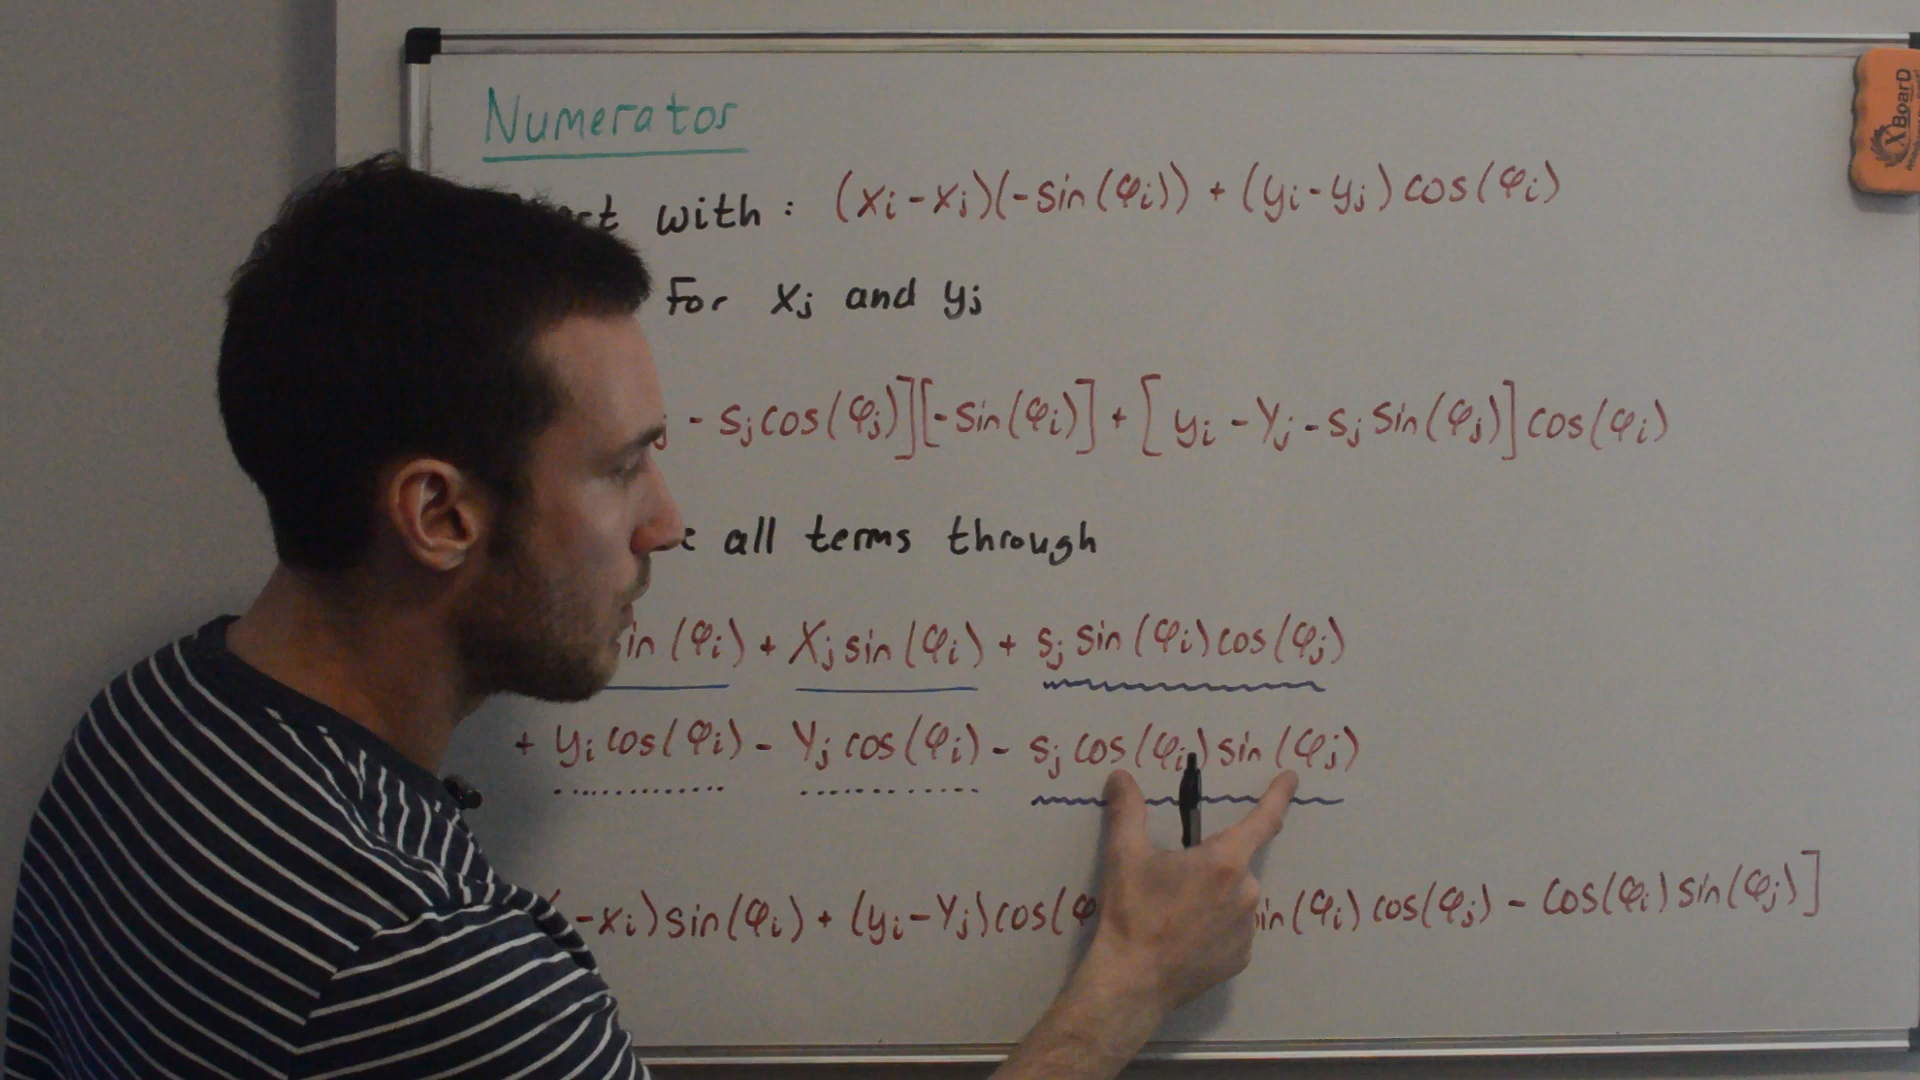 Numerator
with : (xi - xj)(-sin(φi)) + (yi - yj) cos(φi)
For xj and yj
- sj cos(φj)][-sin(φi)] + [yi - Yj - sj sin(φj)] cos(φi)
all terms through
sin(φi) + Xj sin(φi) + sj sin(φi) cos(φj)
+ yi cos(φi) - Yj cos(φi) - sj cos(φi) sin(φj)
-xi) sin(φi) + (yi - Yj) cos(φ sin(φi) cos(φj) - cos(φi) sin(φj)]
XBoarD